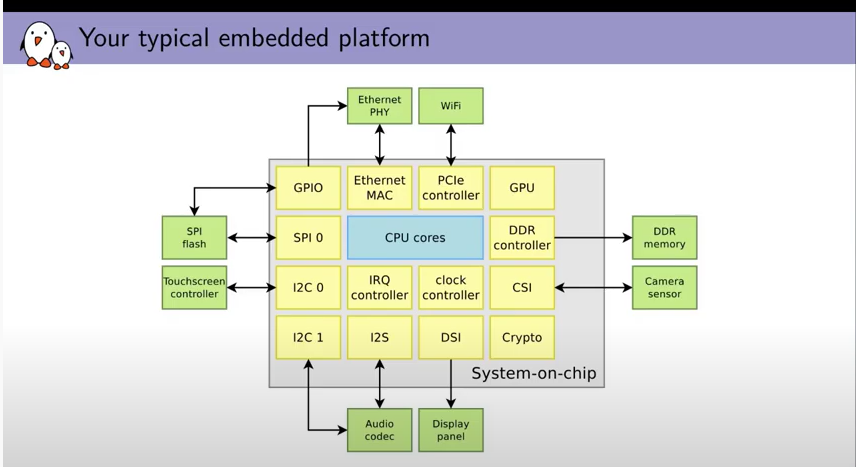 Your typical embedded platform
Ethernet
PHY
WiFi
GPIO
Ethernet
MAC
PCIe
controller
GPU
SPI
flash
SPI 0
CPU cores
DDR
controller
DDR
memory
Touchscreen
controller
I2C 0
IRQ
controller
clock
controller
CSI
Camera
sensor
I2C 1
I2S
DSI
Crypto
System-on-chip
Audio
codec
Display
panel